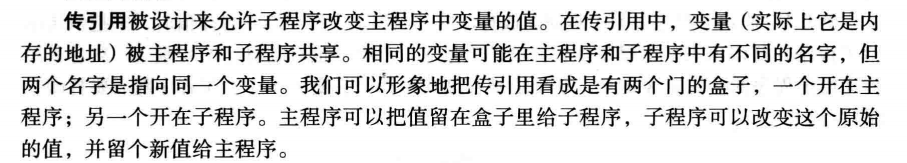 传引用被设计来允许子程序改变主程序中变量的值。在传引用中，变量（实际上它是内
存的地址）被主程序和子程序共享。相同的变量可能在主程序和子程序中有不同的名字，但
两个名字是指向同一个变量。我们可以形象地把传引用看成是有两个门的盒子，一个开在主
程序；另一个开在子程序。主程序可以把值留在盒子里给子程序，子程序可以改变这个原始
的值，并留个新值给主程序。